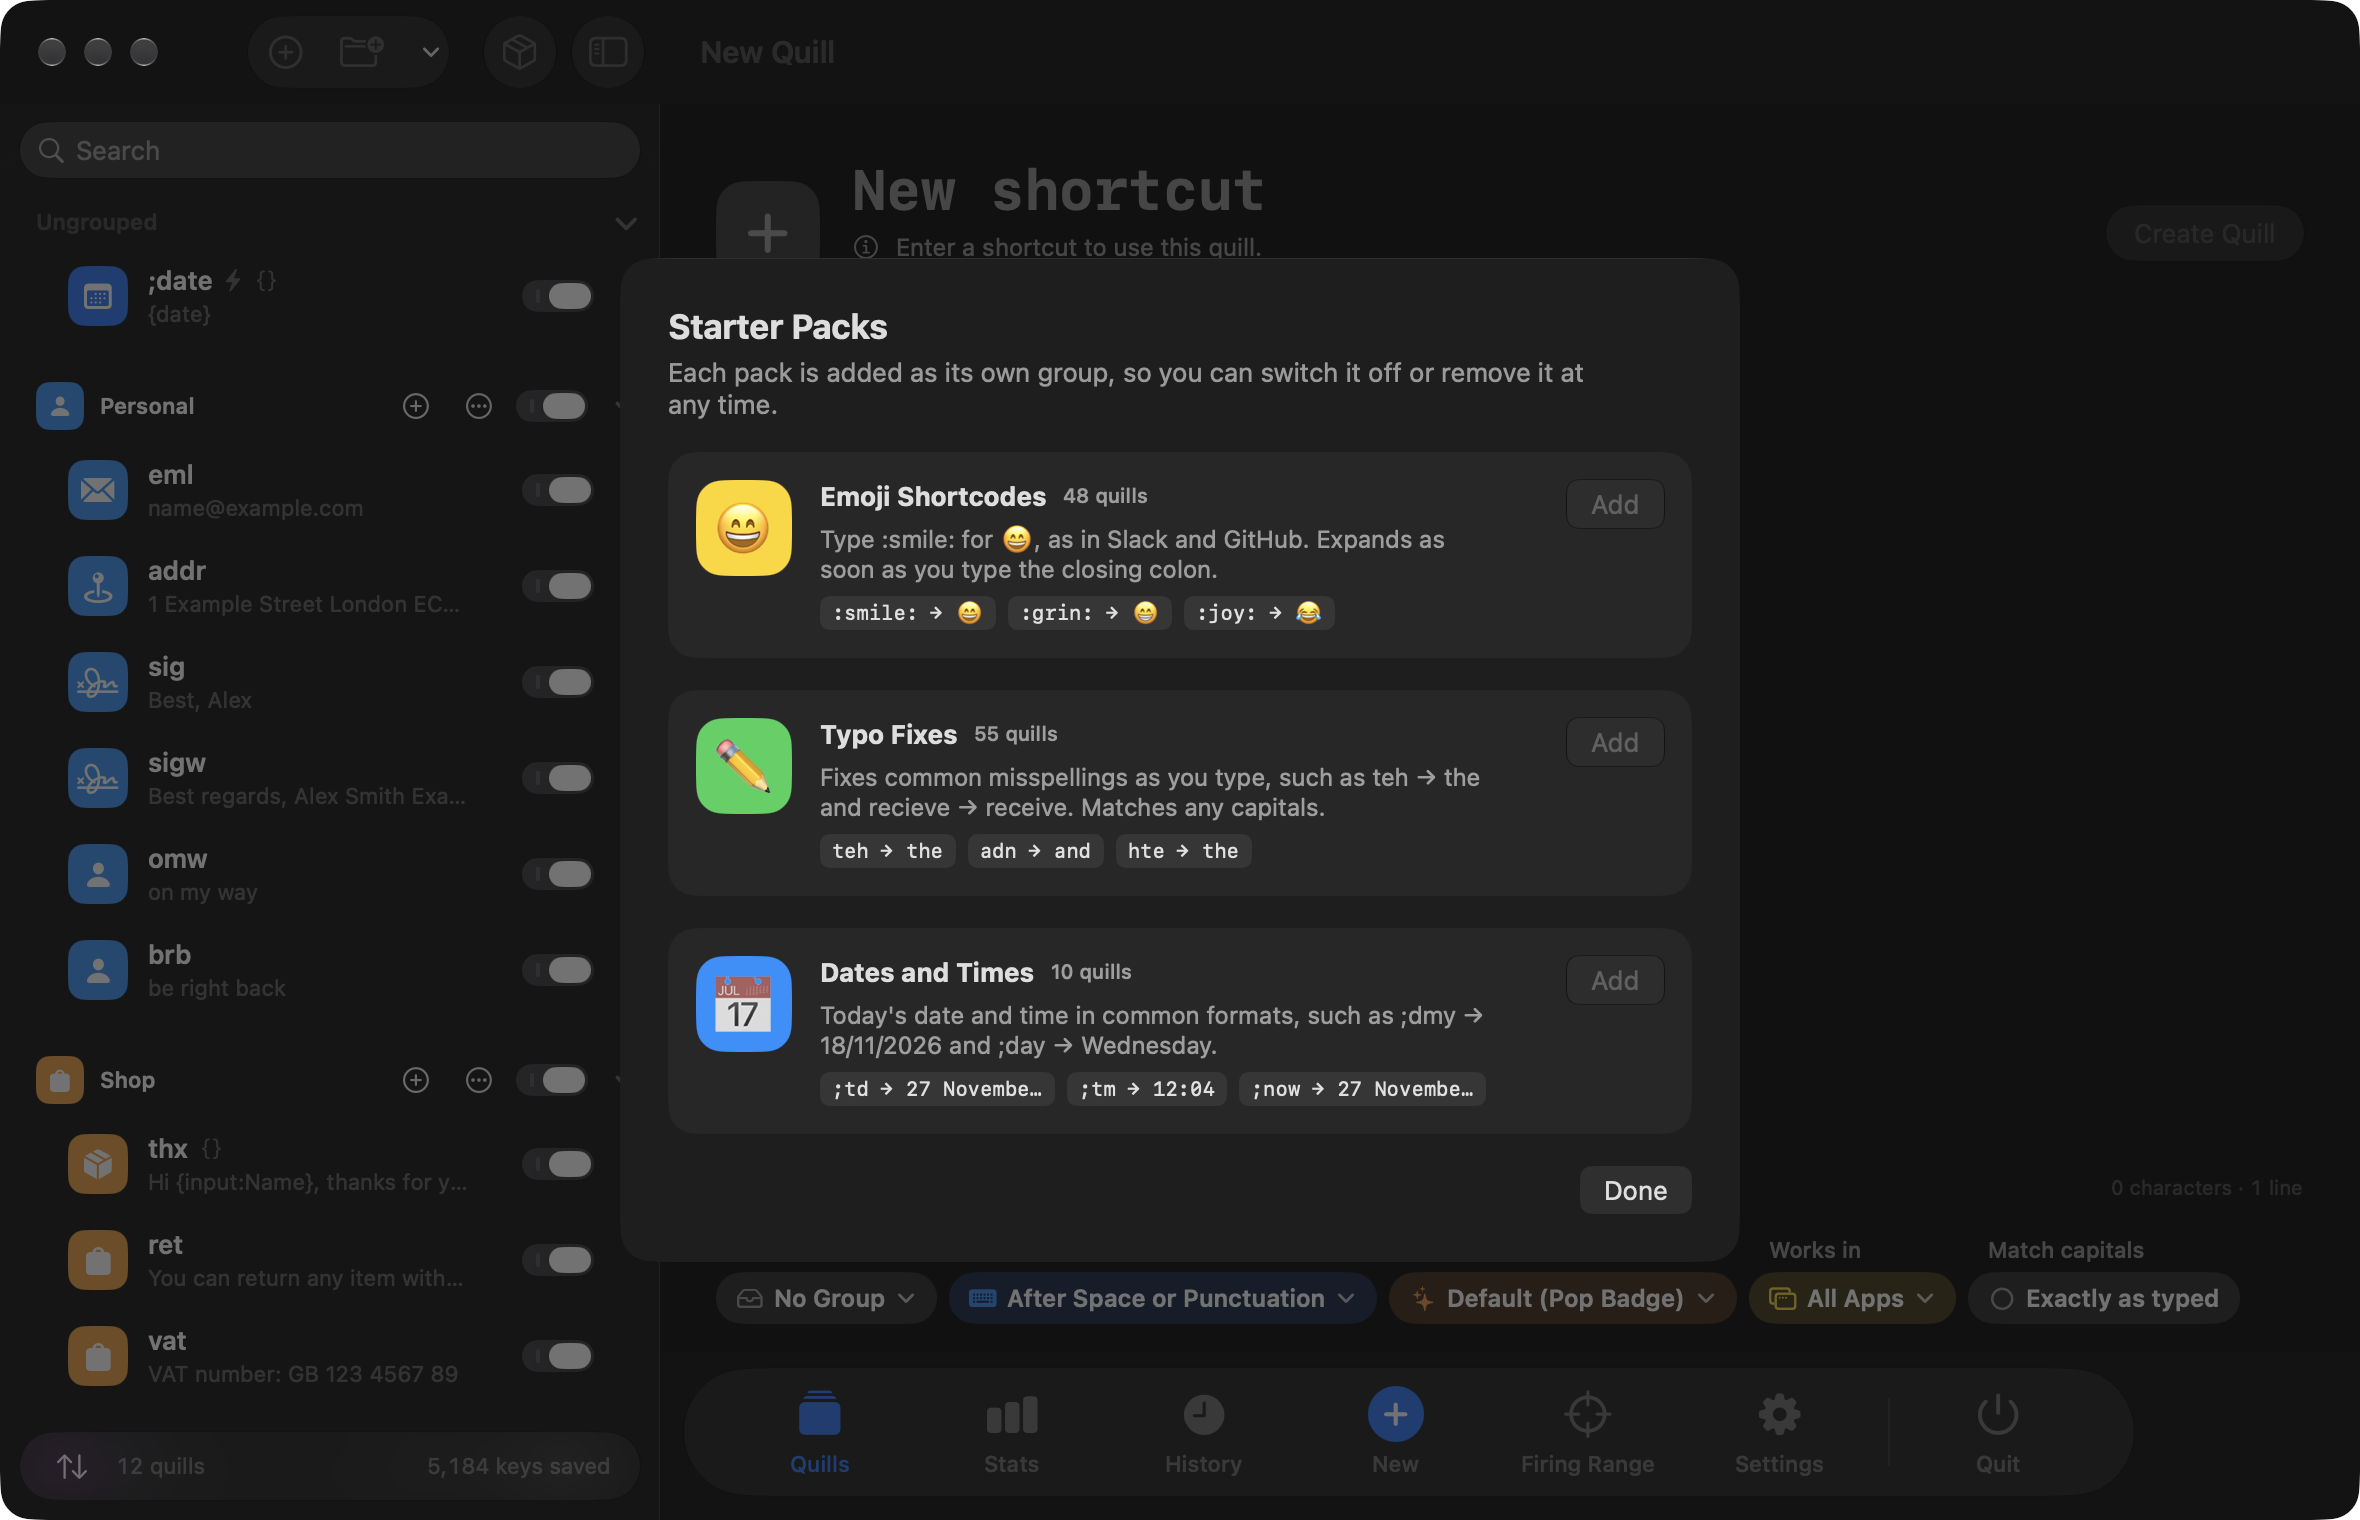 New Quill
Search
Ungrouped
;date {}
{date}
Personal
eml
name@example.com
addr
1 Example Street London EC...
sig
Best, Alex
sigw
Best regards, Alex Smith Exa...
omw
on my way
brb
be right back
Shop
thx {}
Hi {input:Name}, thanks for y...
ret
You can return any item with...
vat
VAT number: GB 123 4567 89
12 quills
5,184 keys saved
New shortcut
Enter a shortcut to use this quill.
Create Quill
Starter Packs
Each pack is added as its own group, so you can switch it off or remove it at
any time.
Emoji Shortcodes 48 quills
Add
Type :smile: for 😄, as in Slack and GitHub. Expands as
soon as you type the closing colon.
:smile: → 😄 :grin: → 😁 :joy: → 😂
Typo Fixes 55 quills
Add
Fixes common misspellings as you type, such as teh → the
and recieve → receive. Matches any capitals.
teh → the adn → and hte → the
JUL
17
Dates and Times 10 quills
Add
Today's date and time in common formats, such as ;dmy →
18/11/2026 and ;day → Wednesday.
;td → 27 Novembe… ;tm → 12:04 ;now → 27 Novembe…
Done
0 characters · 1 line
Works in
Match capitals
No Group
After Space or Punctuation
Default (Pop Badge)
All Apps
Exactly as typed
Quills
Stats
History
New
Firing Range
Settings
Quit